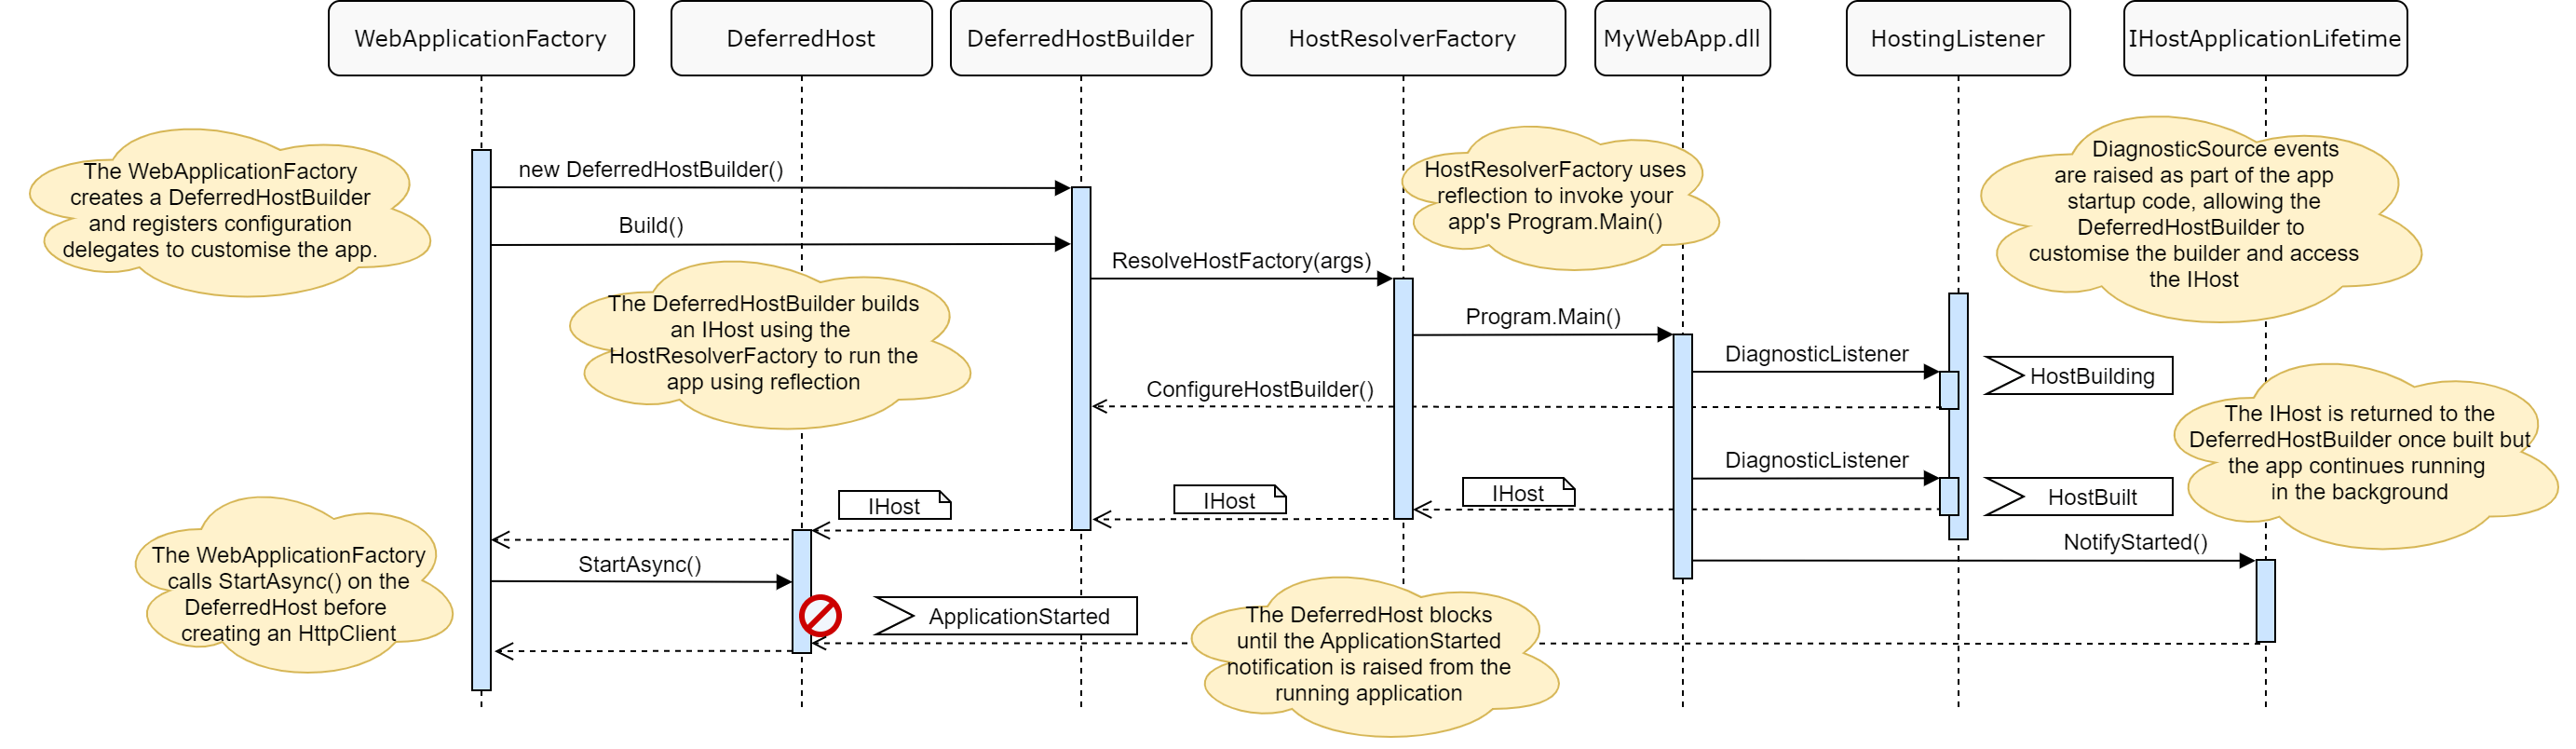 WebApplicationFactory
DeferredHost
DeferredHostBuilder
HostResolverFactory
MyWebApp.dll
HostingListener
IHostApplicationLifetime
The WebApplicationFactory
creates a DeferredHostBuilder
and registers configuration
delegates to customise the app.
new DeferredHostBuilder()
Build()
HostResolverFactory uses
reflection to invoke your
app's Program.Main()
DiagnosticSource events
are raised as part of the app
startup code, allowing the
DeferredHostBuilder to
customise the builder and access
the IHost
ResolveHostFactory(args)
The DeferredHostBuilder builds
an IHost using the
HostResolverFactory to run the
app using reflection
Program.Main()
DiagnosticListener
HostBuilding
ConfigureHostBuilder()
The IHost is returned to the
DeferredHostBuilder once built but
the app continues running
in the background
DiagnosticListener
HostBuilt
IHost
IHost
IHost
NotifyStarted()
The WebApplicationFactory
calls StartAsync() on the
DeferredHost before
creating an HttpClient
StartAsync()
ApplicationStarted
The DeferredHost blocks
until the ApplicationStarted
notification is raised from the
running application